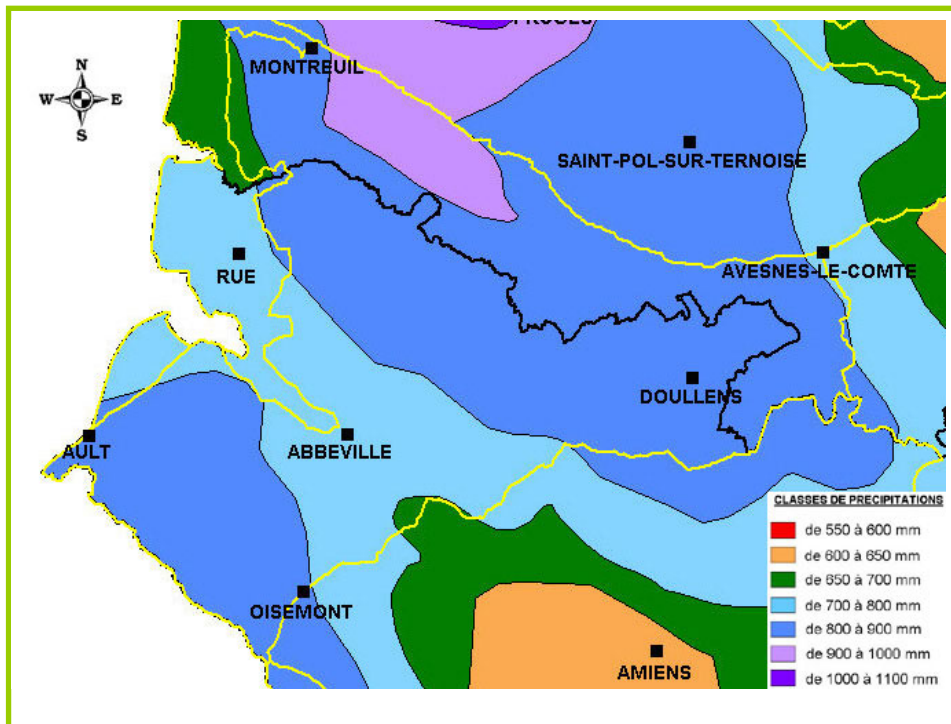 FRUGES
MONTREUIL
N
W E
S
SAINT-POL-SUR-TERNOISE
RUE
AVESNES-LE-COMTE
DOULLENS
AULT
ABBEVILLE
OISEMONT
AMIENS
CLASSES DE PRECIPITATIONS
de 550 à 600 mm
de 600 à 650 mm
de 650 à 700 mm
de 700 à 800 mm
de 800 à 900 mm
de 900 à 1000 mm
de 1000 à 1100 mm